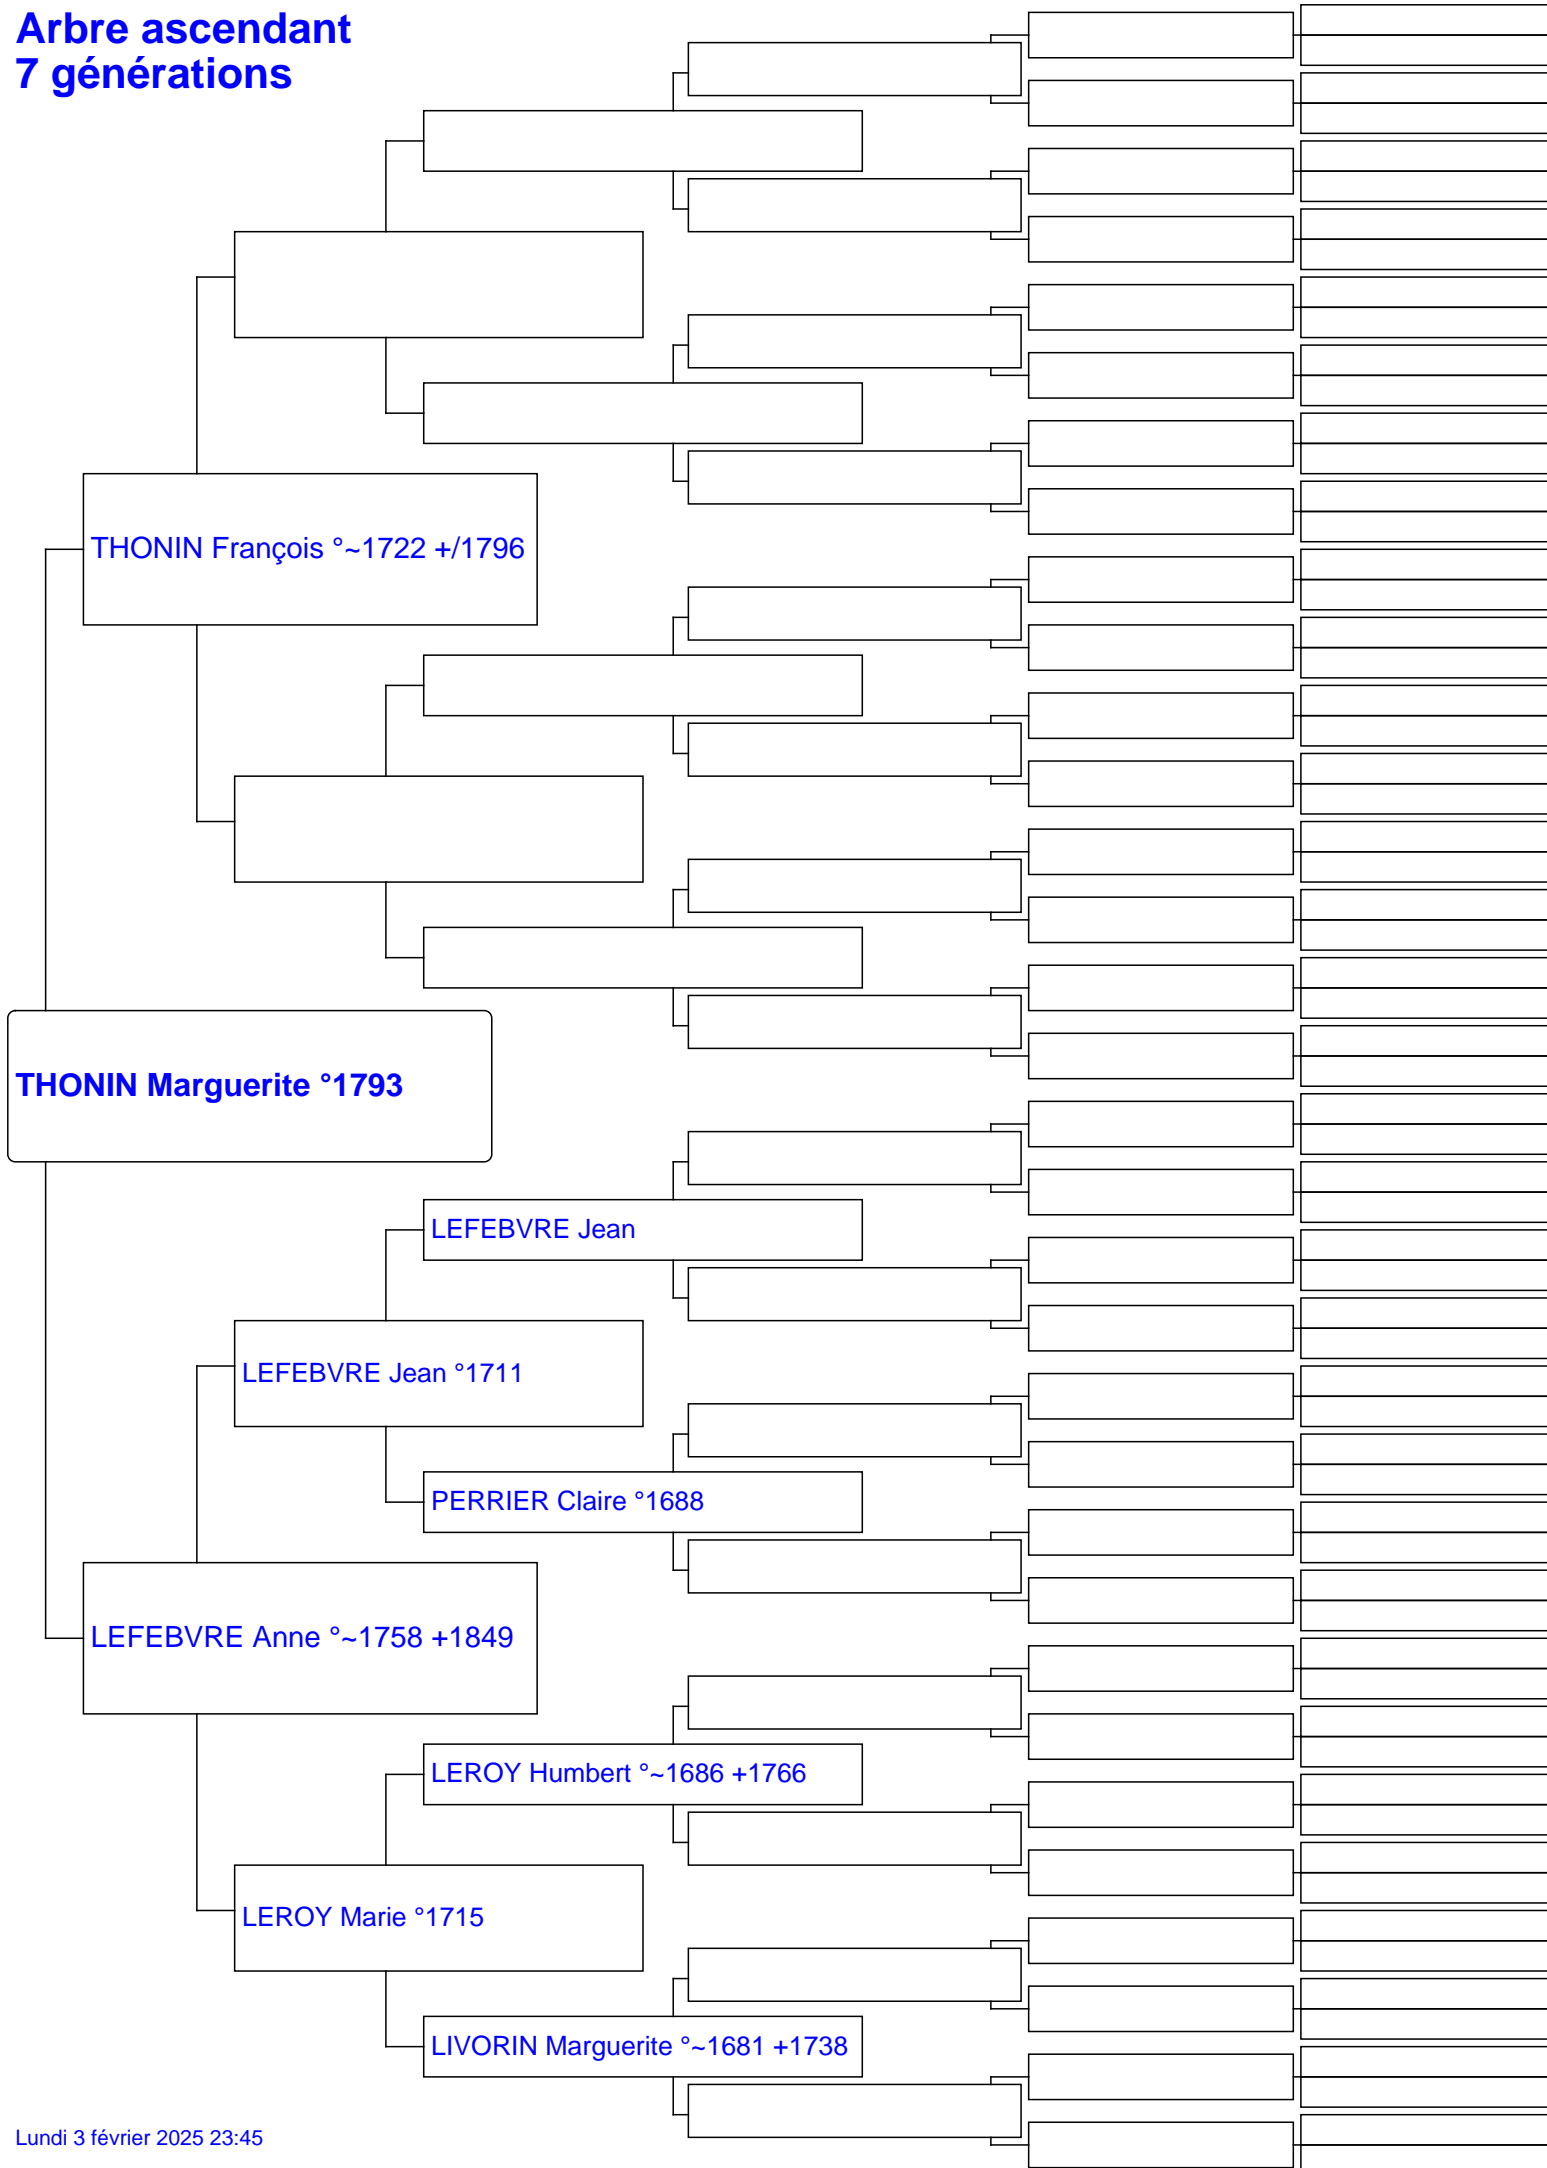 Arbre ascendant
7 générations
THONIN François °~1722 +/1796
THONIN Marguerite °1793
LEFEBVRE Jean
LEFEBVRE Jean °1711
PERRIER Claire °1688
LEFEBVRE Anne °~1758 +1849
LEROY Humbert °~1686 +1766
LEROY Marie °1715
LIVORIN Marguerite °~1681 +1738
Lundi 3 février 2025 23:45